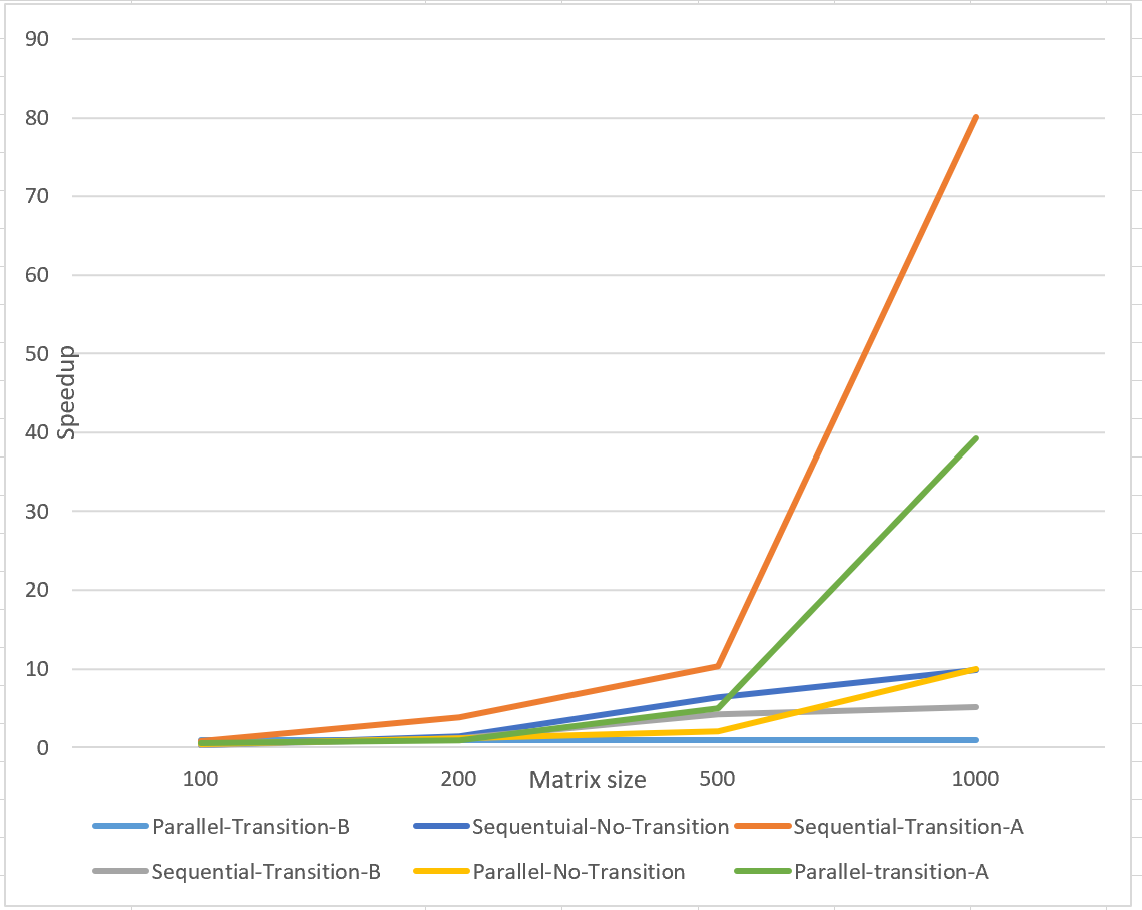 90
80
70
60
50
40
30
20
10
0
Speedup
100 200 500 1000
Matrix size
Parallel-Transition-B Sequentuial-No-Transition Sequential-Transition-A
Sequential-Transition-B Parallel-No-Transition Parallel-transition-A